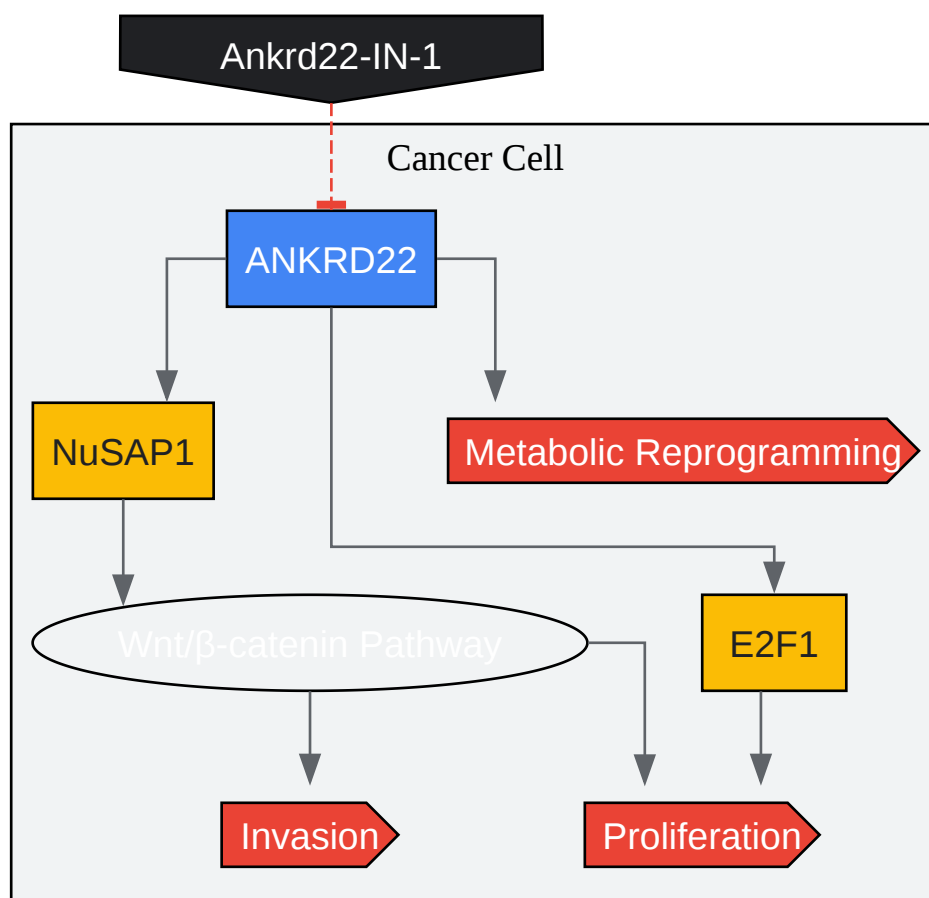 Ankrd22-IN-1
Cancer Cell
ANKRD22
NuSAP1
Metabolic Reprogramming
Wnt/β-catenin Pathway
E2F1
Invasion
Proliferation